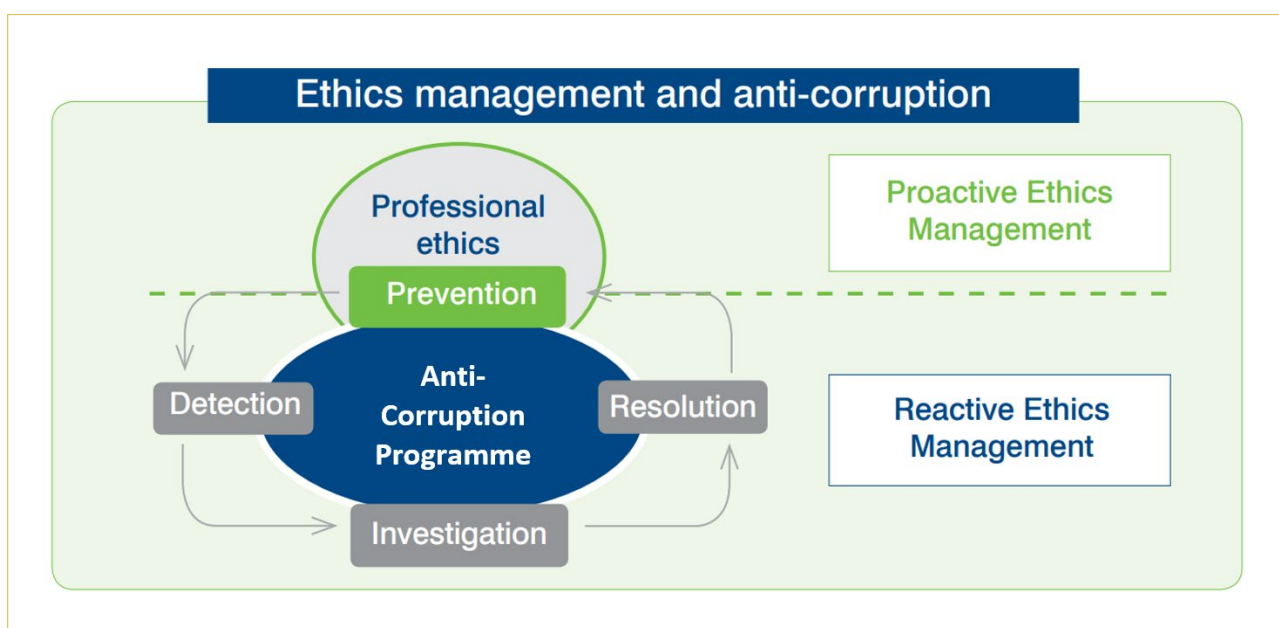 Ethics management and anti-corruption
Professional
ethics
Prevention
Proactive Ethics
Management
Detection
Anti-
Corruption
Programme
Resolution
Reactive Ethics
Management
Investigation